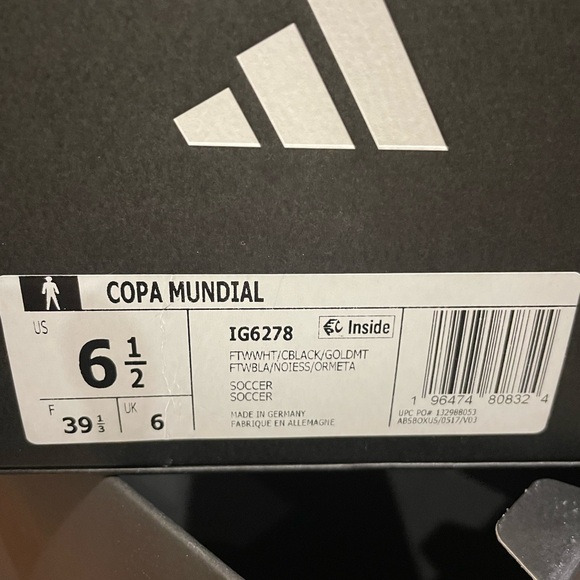 COPA MUNDIAL
US
6 1/2
F 39 1/3
UK 6
IG6278
Inside
FTWWHT/CBLACK/GOLDMT
FTWBLA/NOIESS/ORMETA
SOCCER
SOCCER
MADE IN GERMANY
FABRIQUE EN ALLEMAGNE
1 96474 80832 4
UPC PO# 132988053
ABSBOXUS/0517/V03